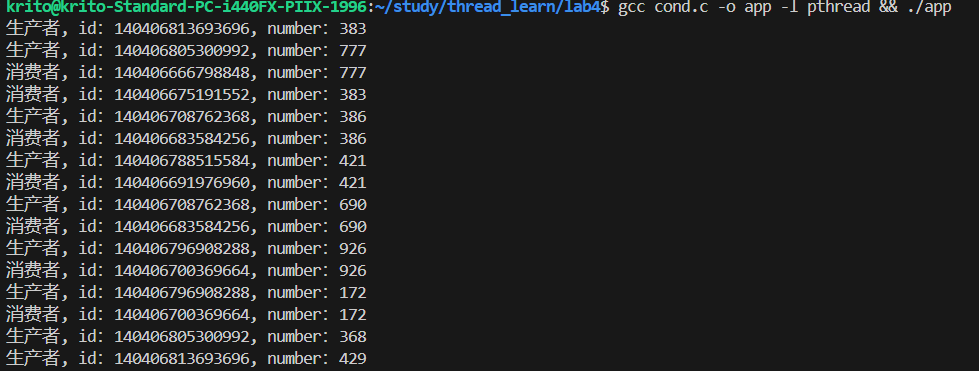 krito@krito-Standard-PC-i440FX-PIIX-1996:~/study/thread_learn/lab4$ gcc cond.c -o app -l pthread && ./app
生产者, id: 140406813693696, number: 383
生产者, id: 140406805300992, number: 777
消费者, id: 140406666798848, number: 777
消费者, id: 140406675191552, number: 383
生产者, id: 140406708762368, number: 386
消费者, id: 140406683584256, number: 386
生产者, id: 140406788515584, number: 421
消费者, id: 140406691976960, number: 421
生产者, id: 140406708762368, number: 690
消费者, id: 140406683584256, number: 690
生产者, id: 140406796908288, number: 926
消费者, id: 140406700369664, number: 926
生产者, id: 140406796908288, number: 172
消费者, id: 140406700369664, number: 172
生产者, id: 140406805300992, number: 368
生产者, id: 140406813693696, number: 429